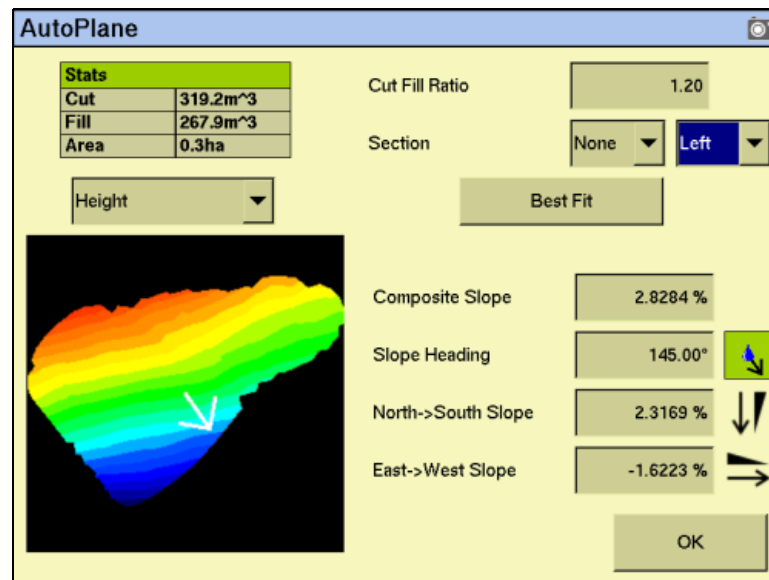 AutoPlane
Stats
Cut 319.2m^3
Fill 267.9m^3
Area 0.3ha
Height
Cut Fill Ratio 1.20
Section None Left
Best Fit
Composite Slope 2.8284 %
Slope Heading 145.00°
North->South Slope 2.3169 %
East->West Slope -1.6223 %
OK